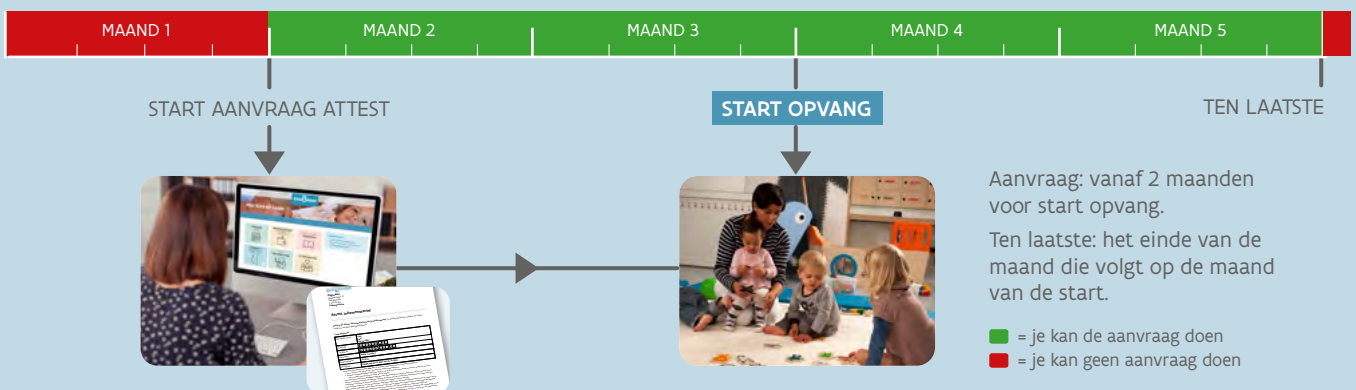 MAAND 1 MAAND 2 MAAND 3 MAAND 4 MAAND 5
START AANVRAAG ATTEST
START OPVANG
TEN LAATSTE
Aanvraag: vanaf 2 maanden
voor start opvang.
Ten laatste: het einde van de
maand die volgt op de maand
van de start.
= je kan de aanvraag doen
= je kan geen aanvraag doen